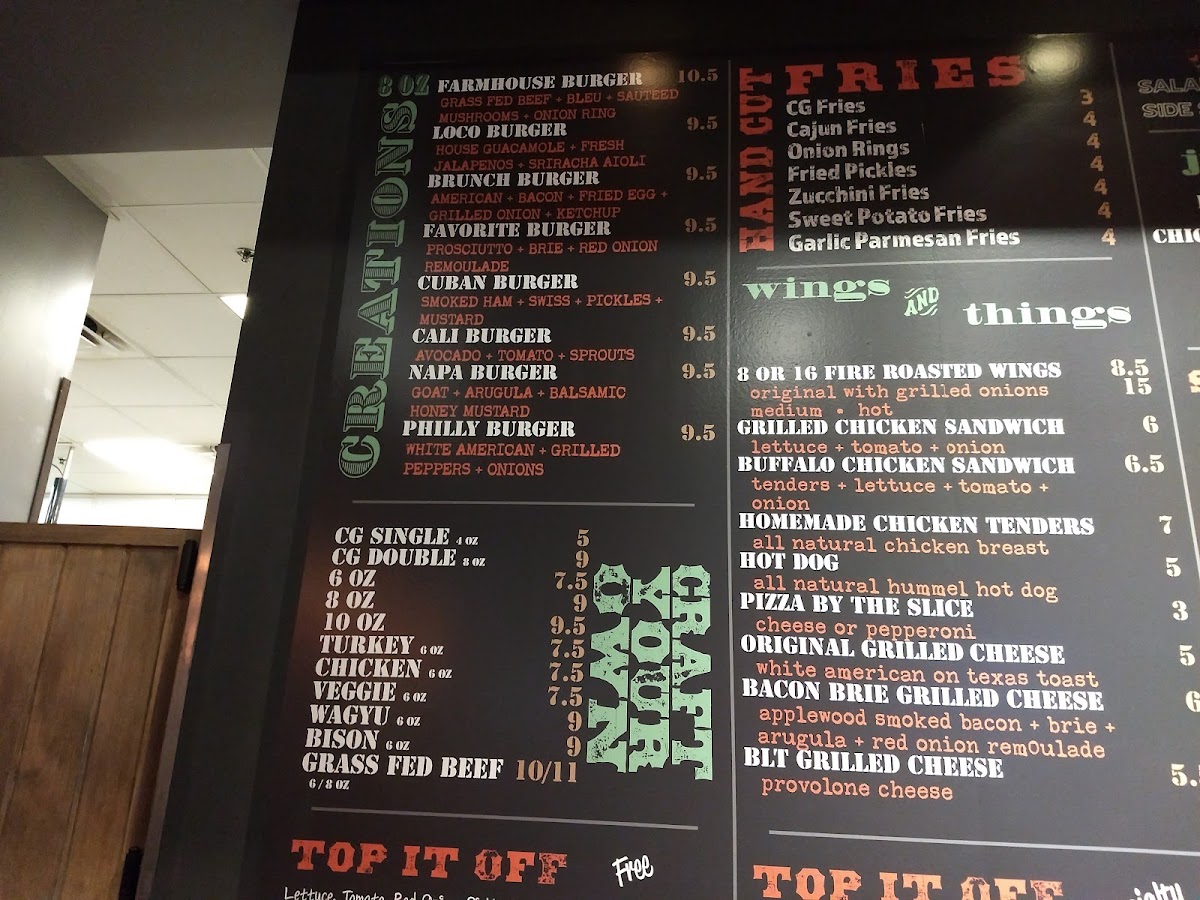 8 OZ CREATIONS
FARMHOUSE BURGER 10.5
GRASS FED BEEF + BLEU + SAUTEED
MUSHROOMS + ONION RING
LOCO BURGER 9.5
HOUSE GUACAMOLE + FRESH
JALAPENOS + SRIRACHA AIOLI
BRUNCH BURGER 9.5
AMERICAN + BACON + FRIED EGG +
GRILLED ONION + KETCHUP
FAVORITE BURGER 9.5
PROSCIUTTO + BRIE + RED ONION
REMOULADE
CUBAN BURGER 9.5
SMOKED HAM + SWISS + PICKLES +
MUSTARD
CALI BURGER 9.5
AVOCADO + TOMATO + SPROUTS
NAPA BURGER 9.5
GOAT + ARUGULA + BALSAMIC
HONEY MUSTARD
PHILLY BURGER 9.5
WHITE AMERICAN + GRILLED
PEPPERS + ONIONS
CRAFT
YOUR
OWN
CG SINGLE 4 OZ 5
CG DOUBLE 8 OZ 9
6 OZ 7.5
8 OZ 9
10 OZ 9.5
TURKEY 6 OZ 7.5
CHICKEN 6 OZ 7.5
VEGGIE 6 OZ 7.5
WAGYU 6 OZ 9
BISON 6 OZ 9
GRASS FED BEEF 10/11
6 / 8 OZ
TOP IT OFF Free
Lettuce, Tomato, Red
HAND CUT
FRIES
CG Fries 3
Cajun Fries 4
Onion Rings 4
Fried Pickles 4
Zucchini Fries 4
Sweet Potato Fries 4
Garlic Parmesan Fries 4
wings AND things
8 OR 16 FIRE ROASTED WINGS 8.5
original with grilled onions 15
medium • hot
GRILLED CHICKEN SANDWICH 6
lettuce + tomato + onion
BUFFALO CHICKEN SANDWICH 6.5
tenders + lettuce + tomato +
onion
HOMEMADE CHICKEN TENDERS 7
all natural chicken breast
HOT DOG 5
all natural hummel hot dog
PIZZA BY THE SLICE 3
cheese or pepperoni
ORIGINAL GRILLED CHEESE 5
white american on texas toast
BACON BRIE GRILLED CHEESE 6
applewood smoked bacon + brie +
arugula + red onion rem0ulade
BLT GRILLED CHEESE 5.
provolone cheese
TOP IT OFF
SALA
SIDE
j
CHIC